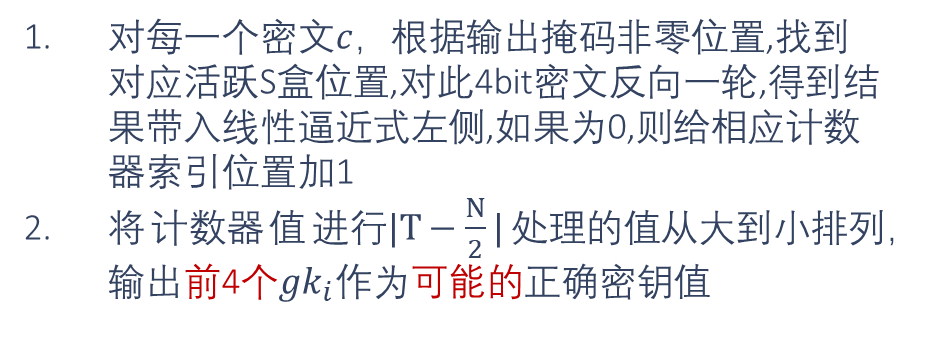 1. 对每一个密文c, 根据输出掩码非零位置,找到
对应活跃S盒位置,对此4bit密文反向一轮,得到结
果带入线性逼近式左侧,如果为0,则给相应计数
器索引位置加1
2. 将计数器值进行|T − N/2| 处理的值从大到小排列,
输出前4个gkᵢ作为可能的正确密钥值